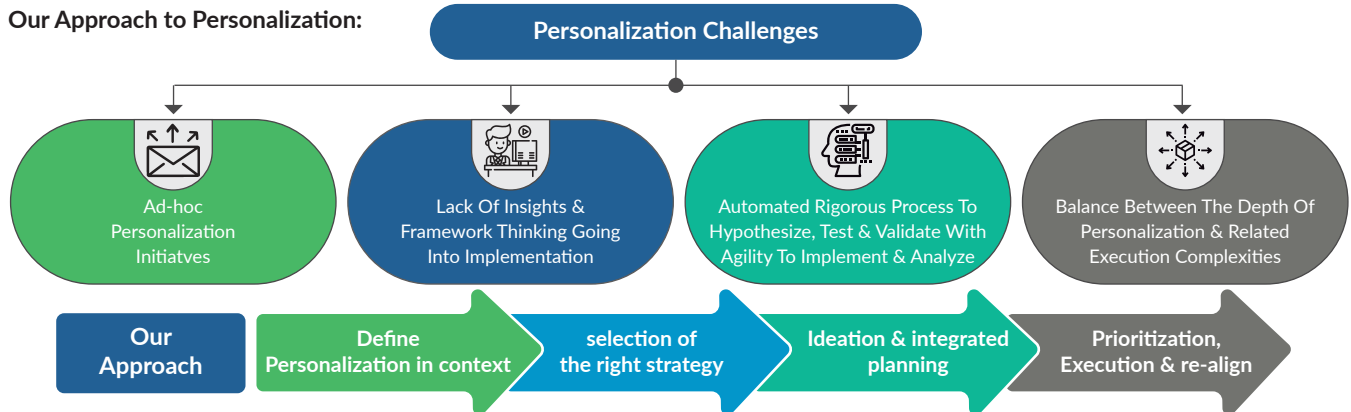 Our Approach to Personalization:
Personalization Challenges
Ad-hoc
Personalization
Initiatves
Lack Of Insights &
Framework Thinking Going
Into Implementation
Automated Rigorous Process To
Hypothesize, Test & Validate With
Agility To Implement & Analyze
Balance Between The Depth Of
Personalization & Related
Execution Complexities
Our
Approach
Define
Personalization in context
selection of
the right strategy
Ideation & integrated
planning
Prioritization,
Execution & re-align